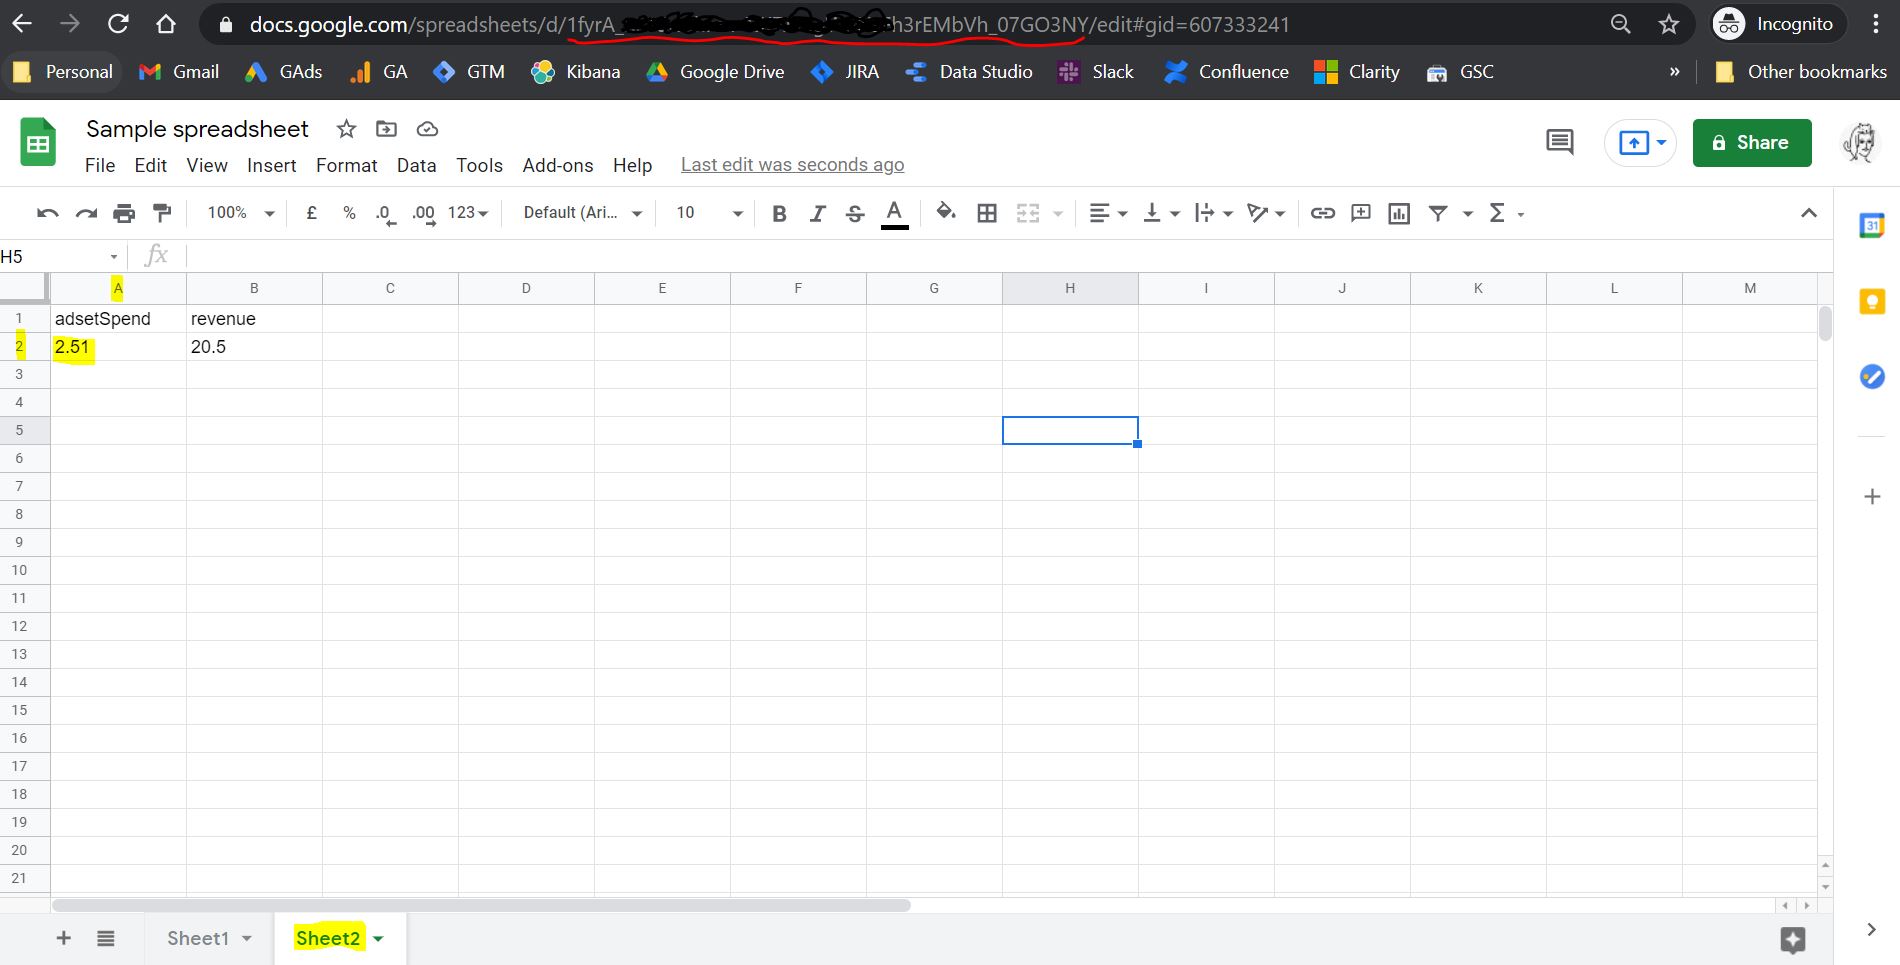 docs.google.com/spreadsheets/d/1fyrA_ h3rEMbVh_07GO3NY/edit#gid=607333241 Incognito
Personal Gmail GAds GA GTM Kibana Google Drive JIRA Data Studio Slack Confluence Clarity GSC » Other bookmarks
Sample spreadsheet
File Edit View Insert Format Data Tools Add-ons Help Last edit was seconds ago
Share
100% £ % .0 .00 123 Default (Ari... 10 B I S A Σ
31
H5 fx
A B C D E F G H I J K L M
1 adsetSpend revenue
2 2.51 20.5
3
4
5
6
7
8
9
10
11
12
13
14
15
16
17
18
19
20
21
+ Sheet1 Sheet2